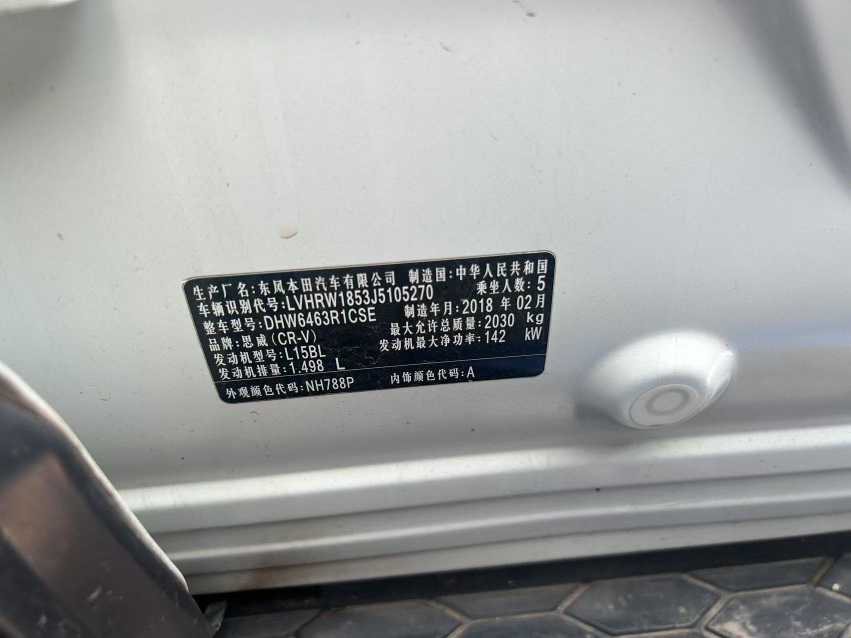 生产厂名:东风本田汽车有限公司 制造国:中华人民共和国
车辆识别代号:LVHRW1853J5105270 乘坐人数:5
整车型号:DHW6463R1CSE 制造年月:2018 年 02月
品牌:思威(CR-V) 最大允许总质量:2030 kg
发动机型号:L15BL 发动机最大净功率:142 kW
发动机排量:1.498 L
外观颜色代码:NH788P 内饰颜色代码:A